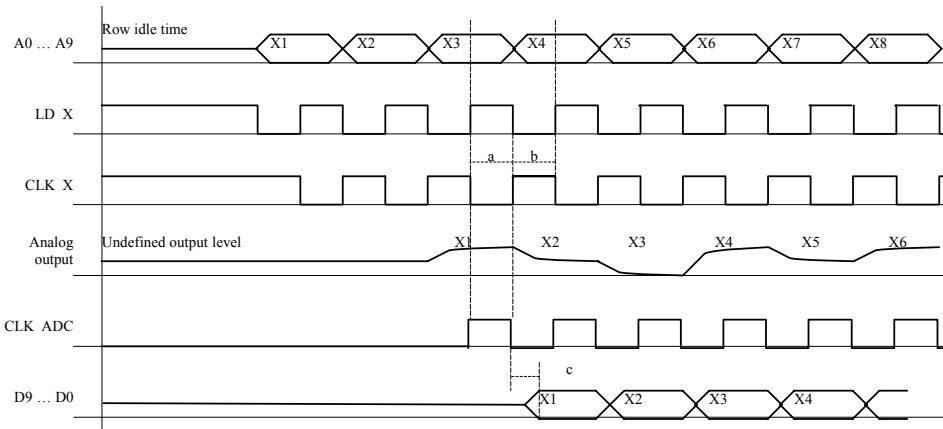 Row idle time
A0 … A9 X1 X2 X3 X4 X5 X6 X7 X8
LD X
a b
CLK X
Analog output
Undefined output level X1 X2 X3 X4 X5 X6
CLK ADC
c
D9 … D0 X1 X2 X3 X4